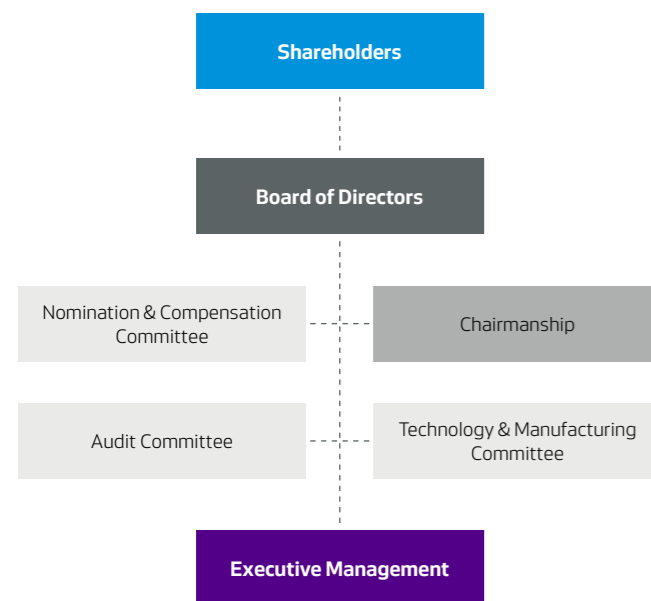 Shareholders
Board of Directors
Nomination & Compensation
Committee
Chairmanship
Audit Committee
Technology & Manufacturing
Committee
Executive Management